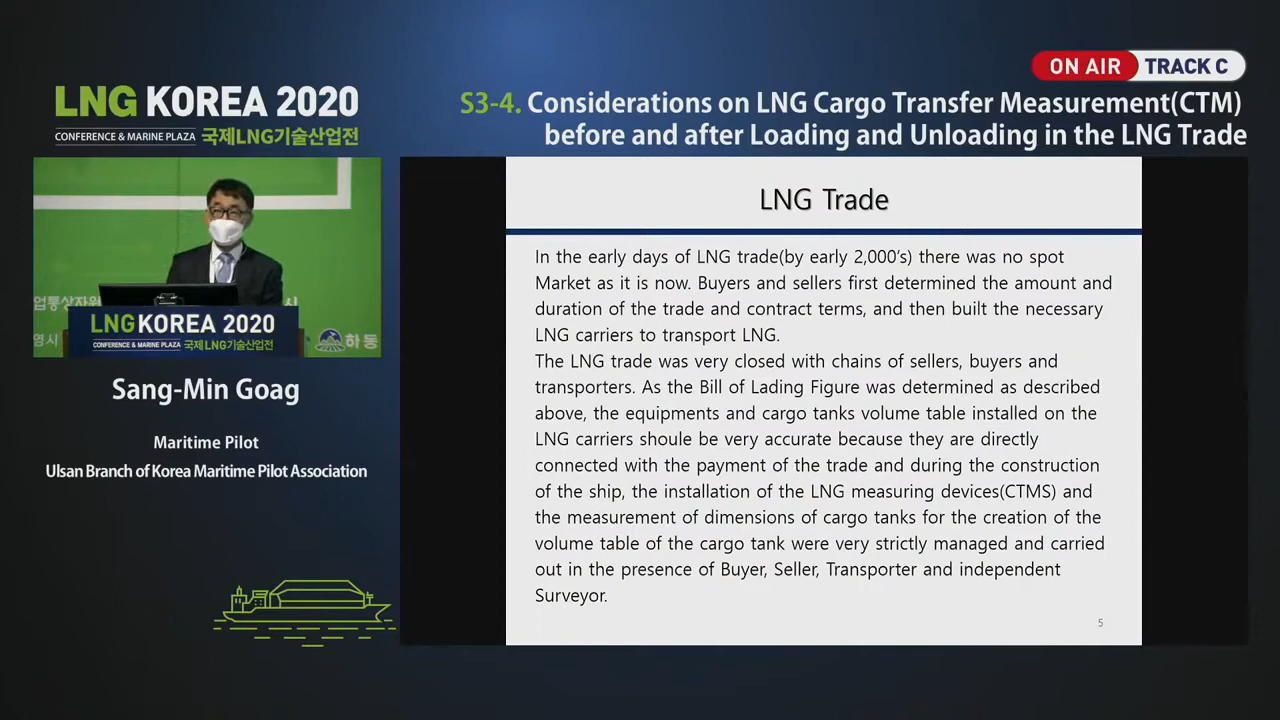 ON AIR TRACK C
LNG KOREA 2020
CONFERENCE & MARINE PLAZA 국제LNG기술산업전
S3-4. Considerations on LNG Cargo Transfer Measurement(CTM)
before and after Loading and Unloading in the LNG Trade
업통상자원
시
영시
하동
LNG KOREA 2020
CONFERENCE & MARINE PLAZA 국제LNG기술산업전
Sang-Min Goag
Maritime Pilot
Ulsan Branch of Korea Maritime Pilot Association
LNG Trade
In the early days of LNG trade(by early 2,000's) there was no spot
Market as it is now. Buyers and sellers first determined the amount and
duration of the trade and contract terms, and then built the necessary
LNG carriers to transport LNG.
The LNG trade was very closed with chains of sellers, buyers and
transporters. As the Bill of Lading Figure was determined as described
above, the equipments and cargo tanks volume table installed on the
LNG carriers should be very accurate because they are directly
connected with the payment of the trade and during the construction
of the ship, the installation of the LNG measuring devices(CTMS) and
the measurement of dimensions of cargo tanks for the creation of the
volume table of the cargo tank were very strictly managed and carried
out in the presence of Buyer, Seller, Transporter and independent
Surveyor.
5